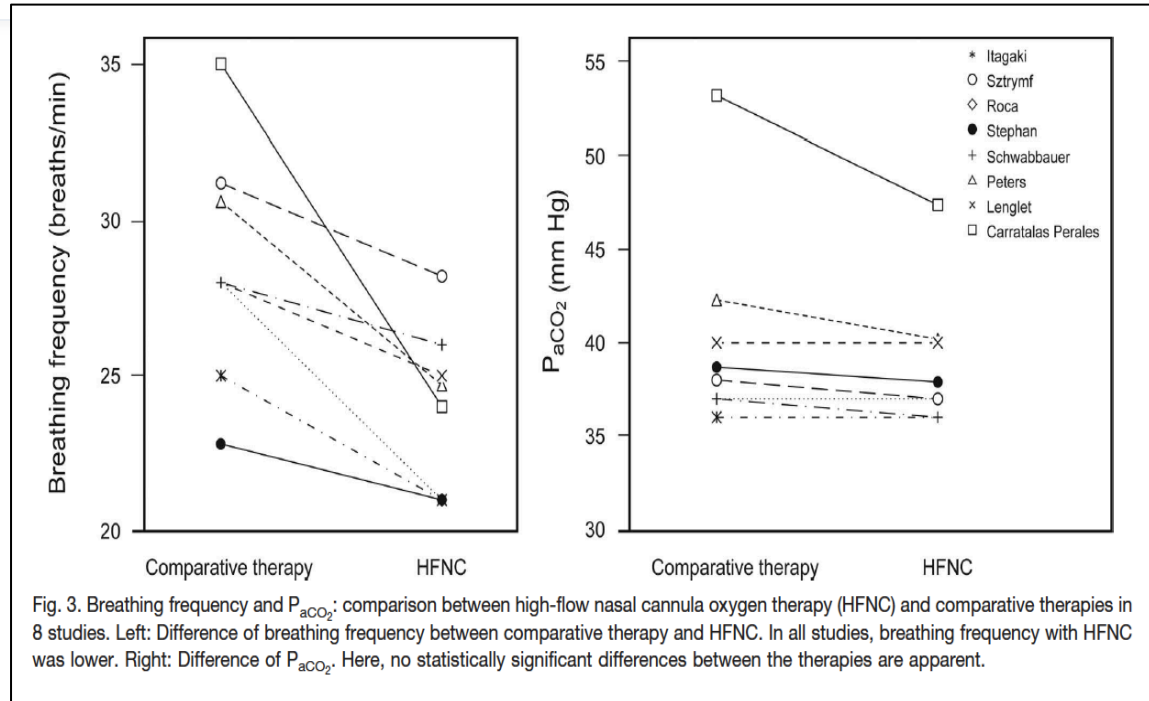 Breathing frequency (breaths/min)
35
30
25
20
Comparative therapy HFNC
PaCO2 (mm Hg)
55
50
45
40
35
30
Itagaki
Sztrymf
Roca
Stephan
Schwabbauer
Peters
Lenglet
Carratalas Perales
Comparative therapy HFNC
Fig. 3. Breathing frequency and PaCO2: comparison between high-flow nasal cannula oxygen therapy (HFNC) and comparative therapies in
8 studies. Left: Difference of breathing frequency between comparative therapy and HFNC. In all studies, breathing frequency with HFNC
was lower. Right: Difference of PaCO2. Here, no statistically significant differences between the therapies are apparent.